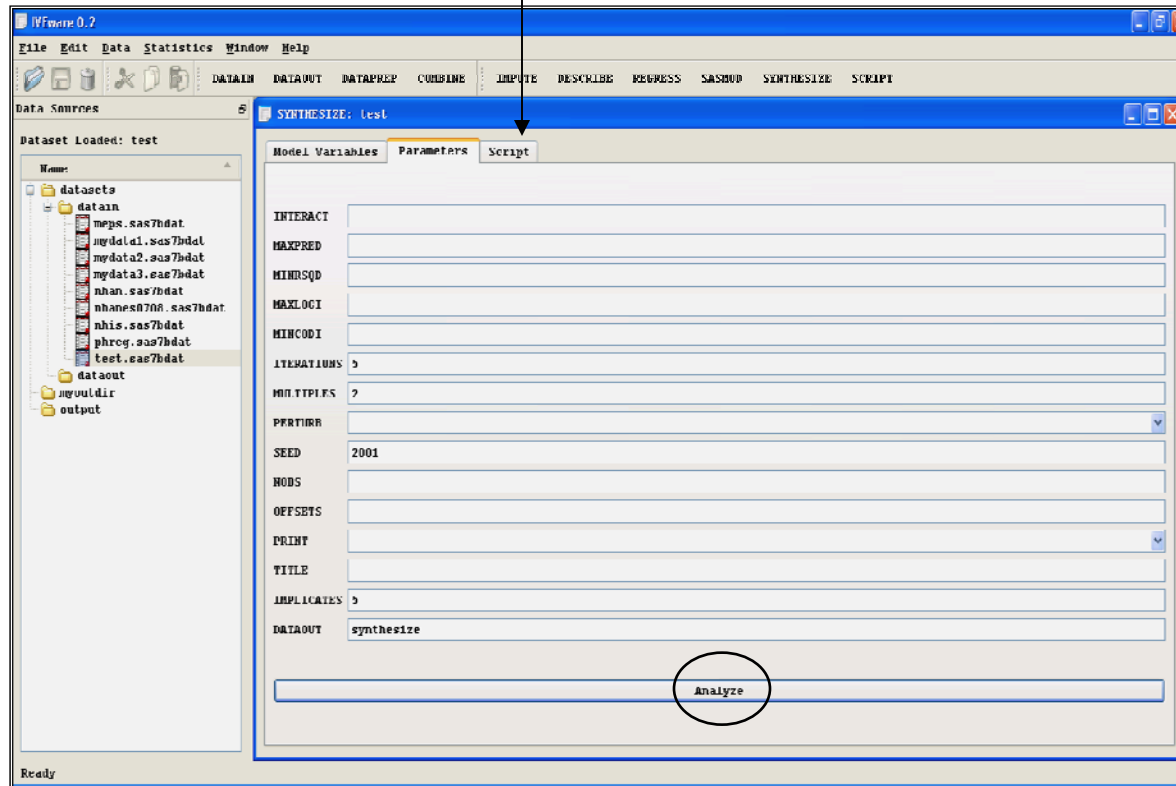 IVEware 0.2
File Edit Data Statistics Window Help
DATAIN DATAOUT DATAPREP COMBINE IMPUTE DESCRIBE REGRESS SASMOD SYNTHESIZE SCRIPT
Data Sources
Dataset Loaded: test
Name
datasets
datain
meps.sas7bdat
mydata1.sas7bdat
mydata2.sas7bdat
mydata3.sas7bdat
nhan.sas7bdat
nhanes0708.sas7bdat
nhis.sas7bdat
phreg.sas7bdat
test.sas7bdat
dataout
myoutdir
output
SYNTHESIZE: test
Model Variables Parameters Script
INTERACT
MAXPRED
MINRSQD
MAXLOGI
MINCODI
ITERATIONS 5
MULTIPLES 2
PERTURB
SEED 2001
NOBS
OFFSETS
PRINT
TITLE
IMPLICATES 5
DATAOUT synthesize
Analyze
Ready